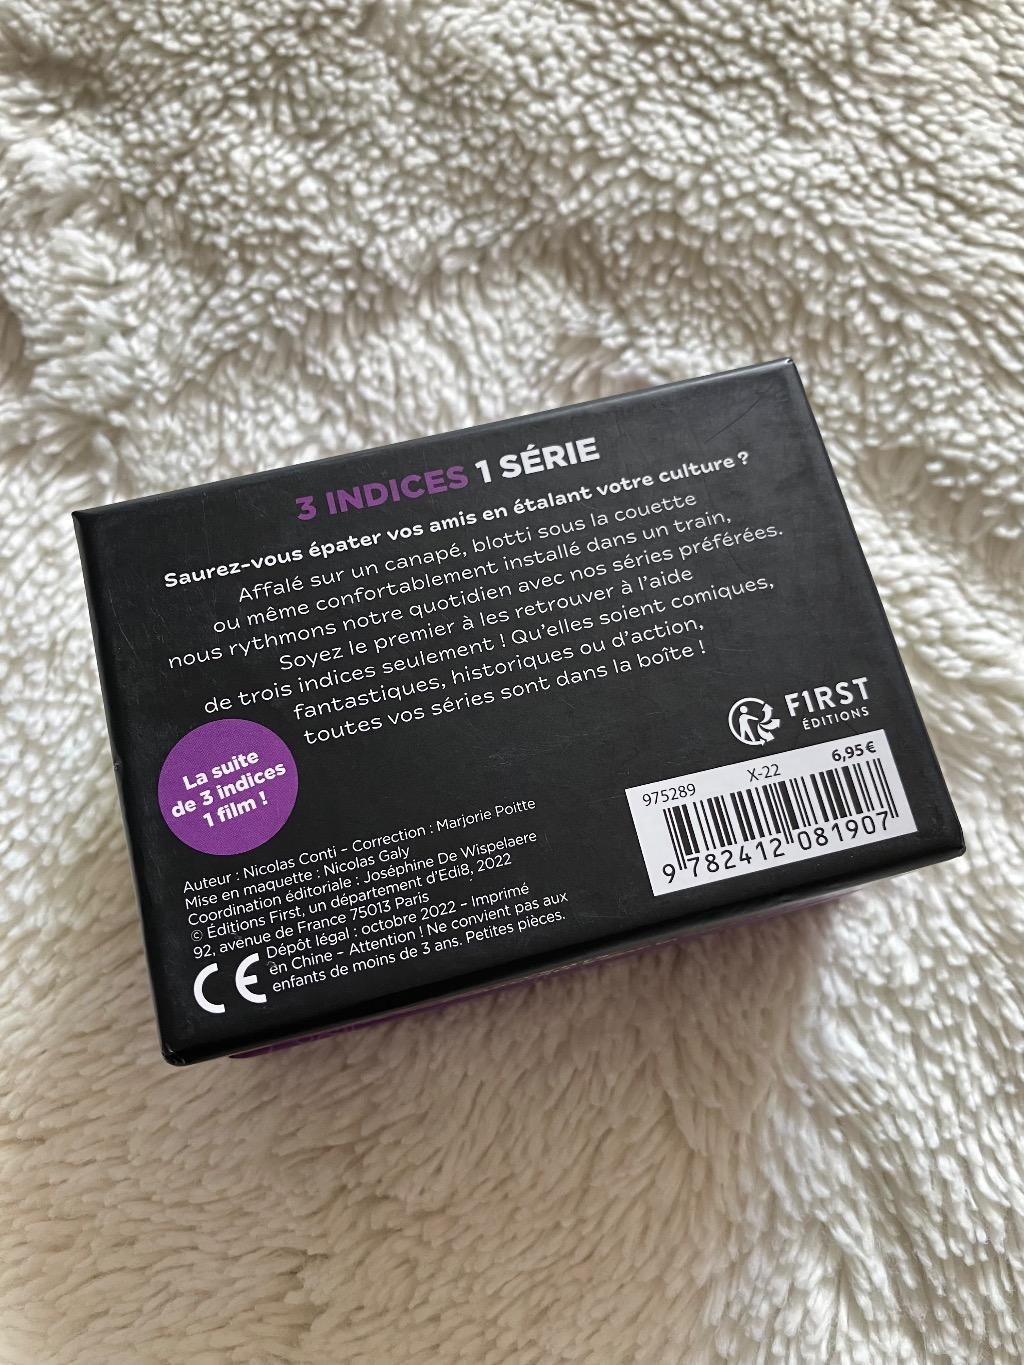 3 INDICES 1 SÉRIE
Saurez-vous épater vos amis en étalant votre culture ?
Affalé sur un canapé, blotti sous la couette
ou même confortablement installé dans un train,
nous rythmons notre quotidien avec nos séries préférées.
Soyez le premier à les retrouver à l'aide
de trois indices seulement ! Qu'elles soient comiques,
fantastiques, historiques ou d'action,
toutes vos séries sont dans la boîte !
La suite
de 3 indices
1 film !
F1RST
ÉDITIONS
975289 X-22 6,95€
9 782412 081907
Auteur : Nicolas Conti – Correction : Marjorie Poitte
Mise en maquette : Nicolas Galy
Coordination éditoriale : Joséphine De Wispelaere
© Éditions First, un département d'Edi8, 2022
92, avenue de France 75013 Paris
Dépôt légal : octobre 2022 – Imprimé
en Chine – Attention ! Ne convient pas aux
enfants de moins de 3 ans. Petites pièces.
CE